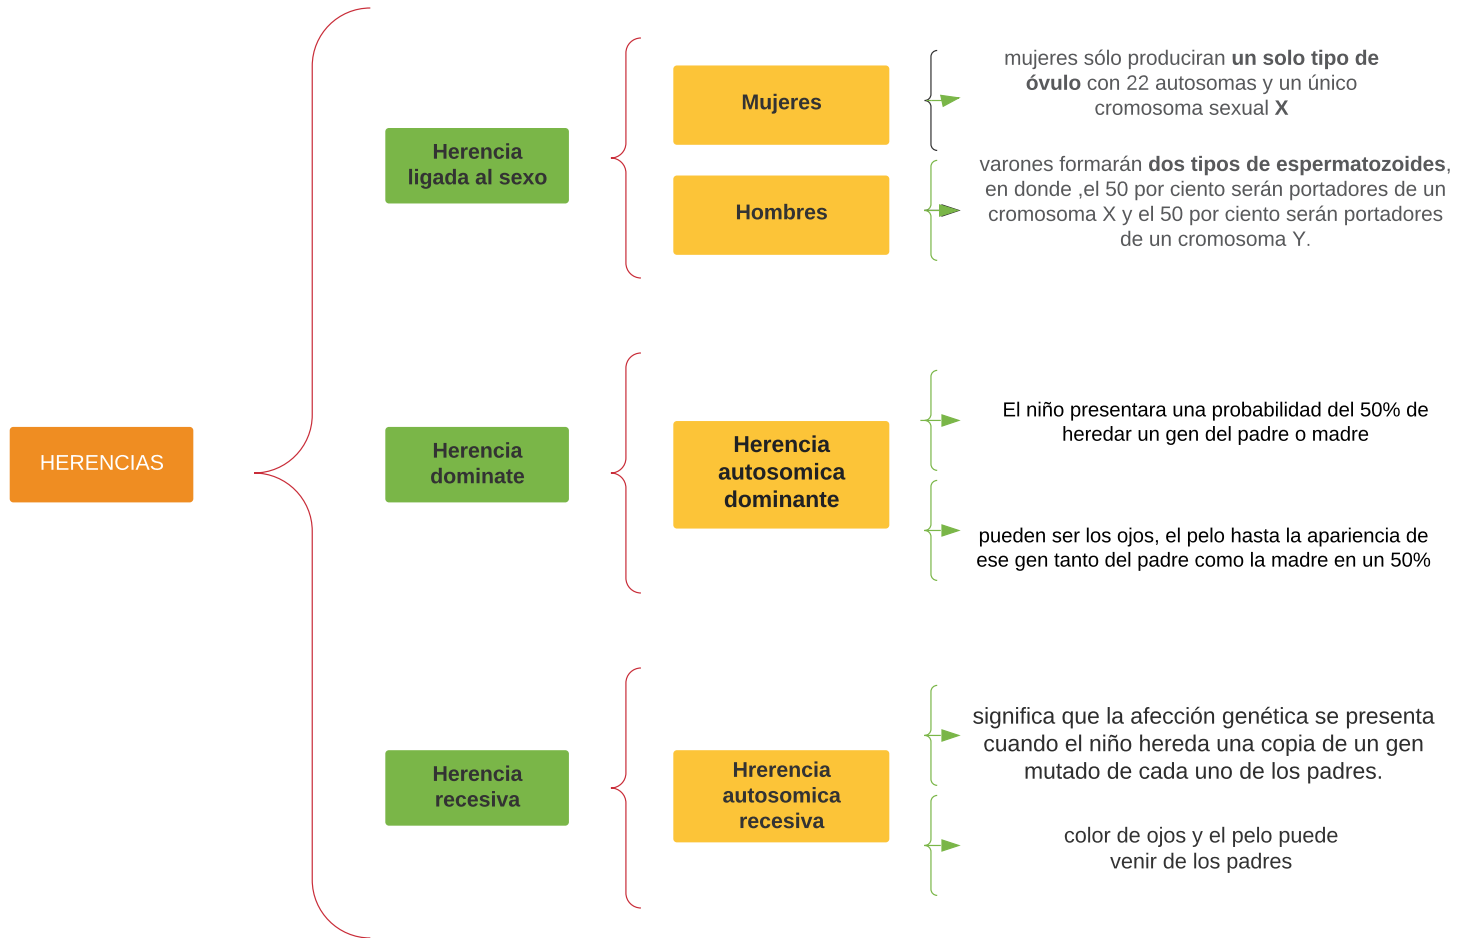 HERENCIAS
Herencia
ligada al sexo
Mujeres
mujeres sólo produciran un solo tipo de
óvulo con 22 autosomas y un único
cromosoma sexual X
Hombres
varones formarán dos tipos de espermatozoides,
en donde ,el 50 por ciento serán portadores de un
cromosoma X y el 50 por ciento serán portadores
de un cromosoma Y.
Herencia
dominate
Herencia
autosomica
dominante
El niño presentara una probabilidad del 50% de
heredar un gen del padre o madre
pueden ser los ojos, el pelo hasta la apariencia de
ese gen tanto del padre como la madre en un 50%
Herencia
recesiva
Hrerencia
autosomica
recesiva
significa que la afección genética se presenta
cuando el niño hereda una copia de un gen
mutado de cada uno de los padres.
color de ojos y el pelo puede
venir de los padres